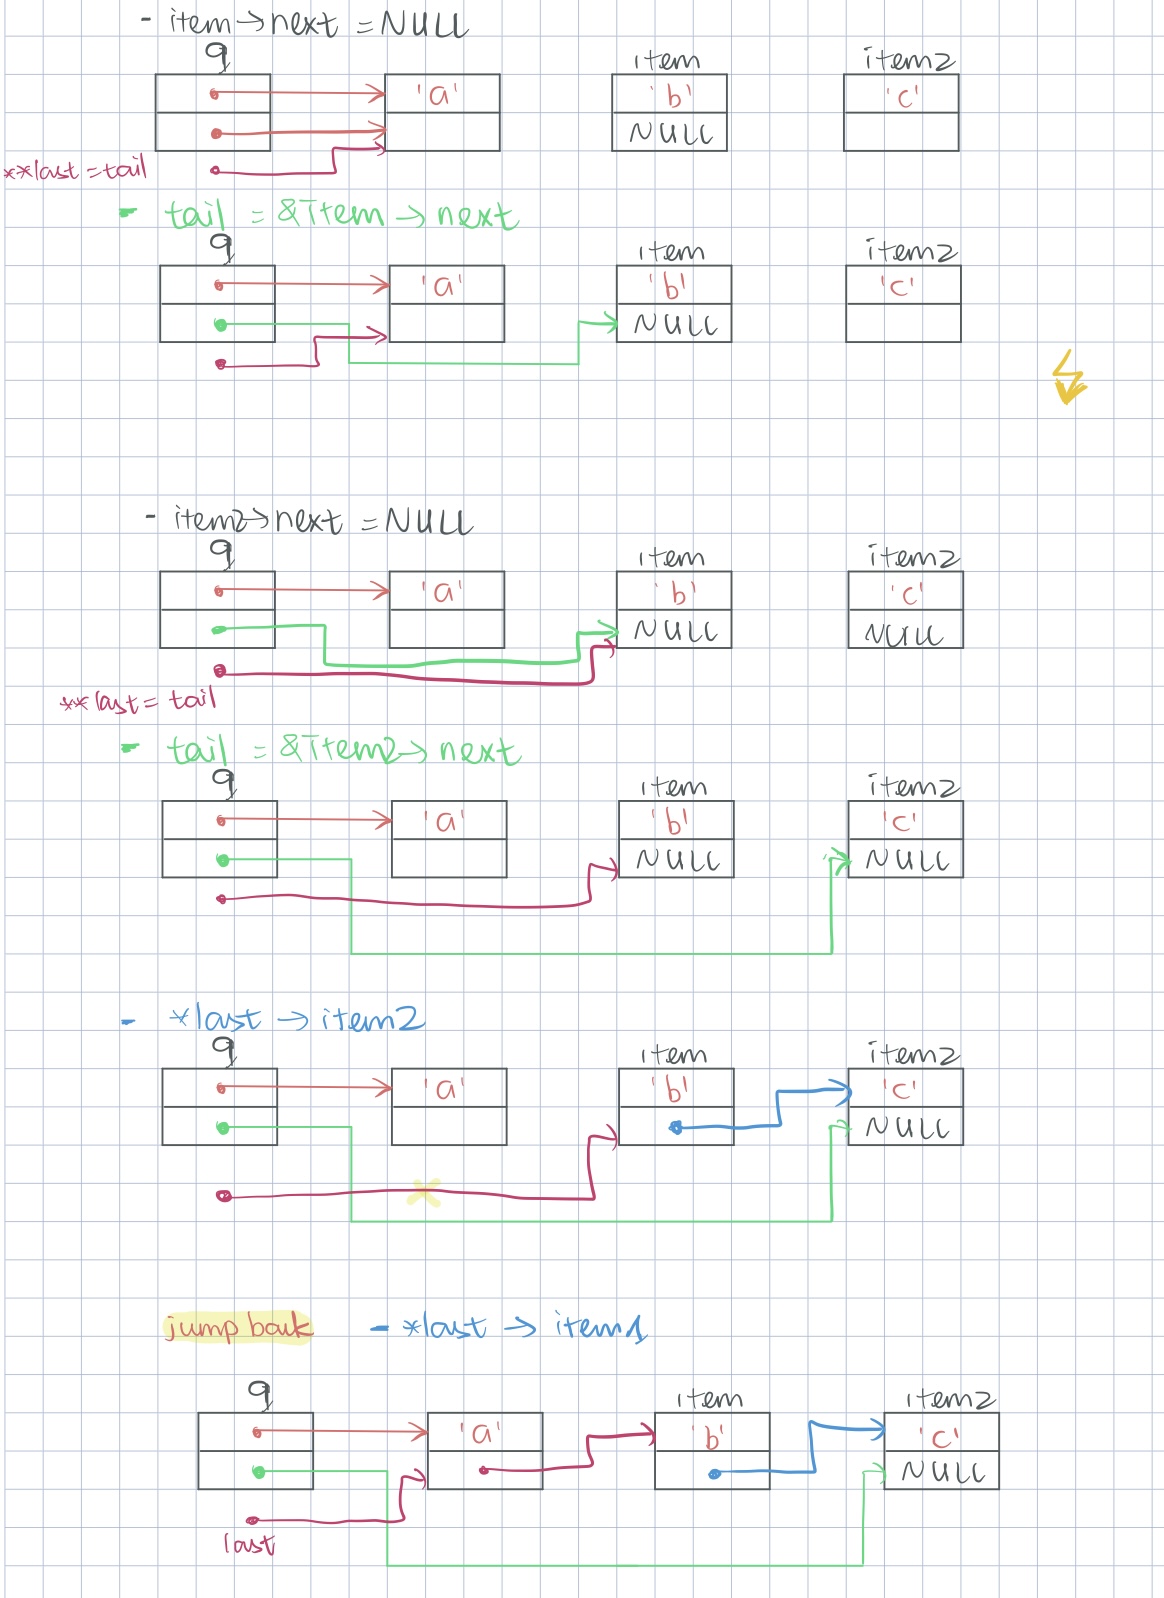 - item→next = NULL
q item item2
'a' 'b' 'c'
NULL
**last = tail
- tail = &Item → next
q item item2
'a' 'b' 'c'
NULL
- item2→next = NULL
q item item2
'a' 'b' 'c'
NULL NULL
**last = tail
- tail = &Item2→ next
q item item2
'a' 'b' 'c'
NULL NULL
- *last → item2
q item item2
'a' 'b' 'c'
NULL
jump back - *last → item1
q item item2
'a' 'b' 'c'
NULL
last